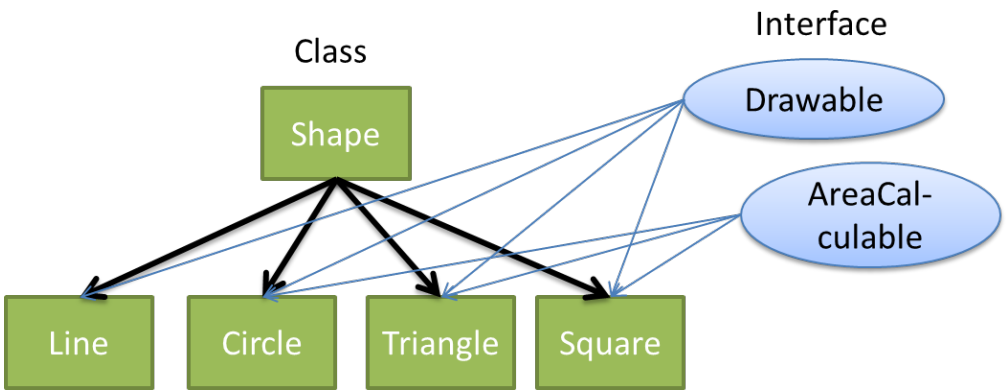 Interface
Class
Drawable
Shape
AreaCal-
culable
Line
Circle
Triangle
Square